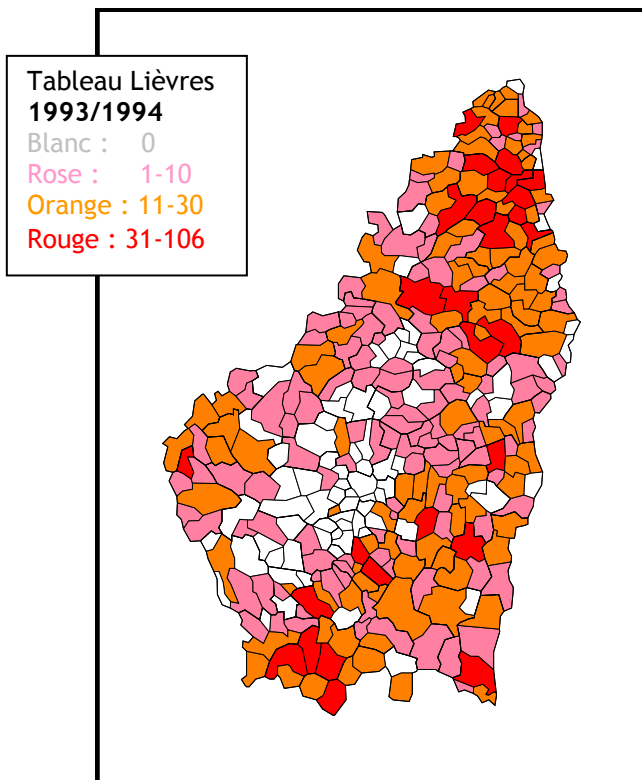 Tableau Lièvres
1993/1994
Blanc : 0
Rose : 1-10
Orange : 11-30
Rouge : 31-106